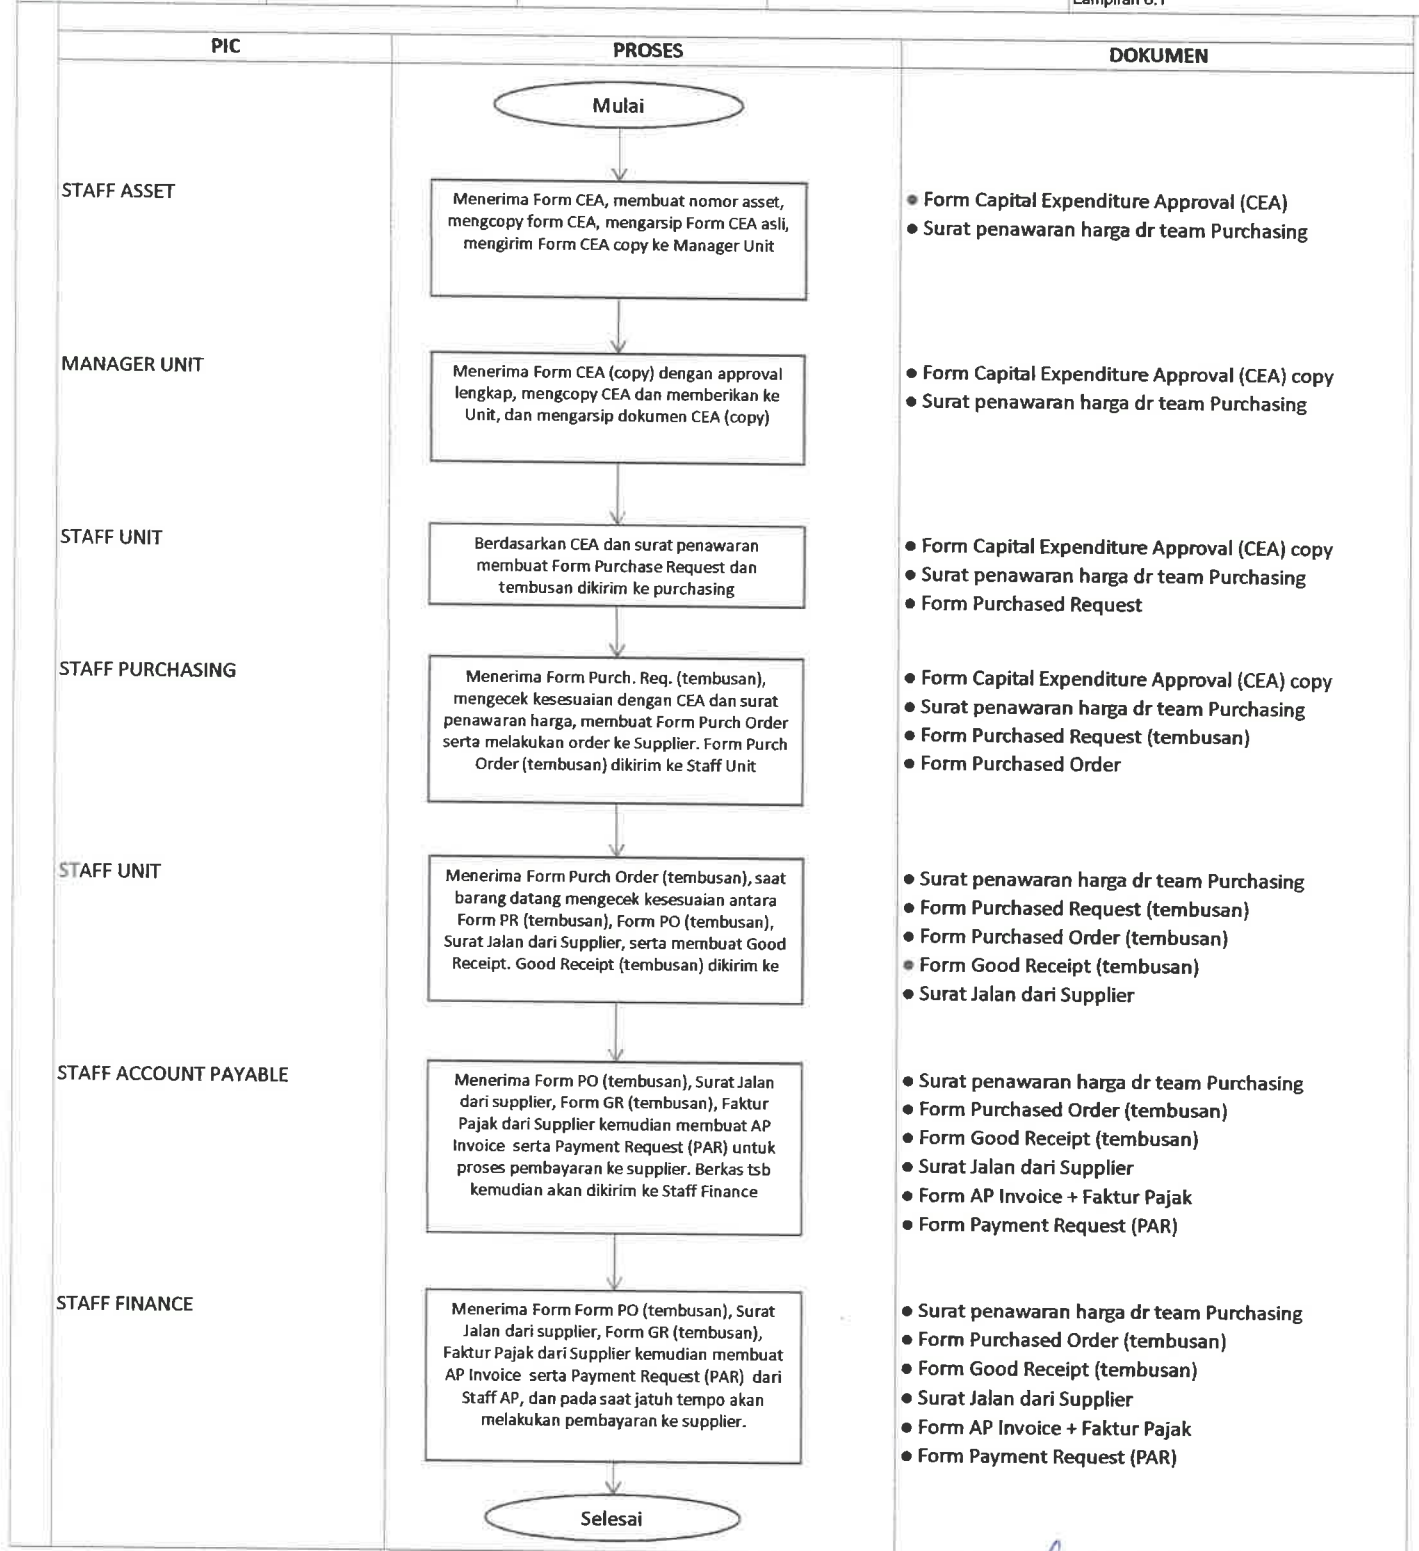 Lampiran 6.1
PIC
PROSES
DOKUMEN
Mulai
STAFF ASSET
Menerima Form CEA, membuat nomor asset,
mengcopy form CEA, mengarsip Form CEA asli,
mengirim Form CEA copy ke Manager Unit
● Form Capital Expenditure Approval (CEA)
● Surat penawaran harga dr team Purchasing
MANAGER UNIT
Menerima Form CEA (copy) dengan approval
lengkap, mengcopy CEA dan memberikan ke
Unit, dan mengarsip dokumen CEA (copy)
● Form Capital Expenditure Approval (CEA) copy
● Surat penawaran harga dr team Purchasing
STAFF UNIT
Berdasarkan CEA dan surat penawaran
membuat Form Purchase Request dan
tembusan dikirim ke purchasing
● Form Capital Expenditure Approval (CEA) copy
● Surat penawaran harga dr team Purchasing
● Form Purchased Request
STAFF PURCHASING
Menerima Form Purch. Req. (tembusan),
mengecek kesesuaian dengan CEA dan surat
penawaran harga, membuat Form Purch Order
serta melakukan order ke Supplier. Form Purch
Order (tembusan) dikirim ke Staff Unit
● Form Capital Expenditure Approval (CEA) copy
● Surat penawaran harga dr team Purchasing
● Form Purchased Request (tembusan)
● Form Purchased Order
STAFF UNIT
Menerima Form Purch Order (tembusan), saat
barang datang mengecek kesesuaian antara
Form PR (tembusan), Form PO (tembusan),
Surat Jalan dari Supplier, serta membuat Good
Receipt. Good Receipt (tembusan) dikirim ke
● Surat penawaran harga dr team Purchasing
● Form Purchased Request (tembusan)
● Form Purchased Order (tembusan)
● Form Good Receipt (tembusan)
● Surat Jalan dari Supplier
STAFF ACCOUNT PAYABLE
Menerima Form PO (tembusan), Surat Jalan
dari supplier, Form GR (tembusan), Faktur
Pajak dari Supplier kemudian membuat AP
Invoice serta Payment Request (PAR) untuk
proses pembayaran ke supplier. Berkas tsb
kemudian akan dikirim ke Staff Finance
● Surat penawaran harga dr team Purchasing
● Form Purchased Order (tembusan)
● Form Good Receipt (tembusan)
● Surat Jalan dari Supplier
● Form AP Invoice + Faktur Pajak
● Form Payment Request (PAR)
STAFF FINANCE
Menerima Form Form PO (tembusan), Surat
Jalan dari supplier, Form GR (tembusan),
Faktur Pajak dari Supplier kemudian membuat
AP Invoice serta Payment Request (PAR) dari
Staff AP, dan pada saat jatuh tempo akan
melakukan pembayaran ke supplier.
● Surat penawaran harga dr team Purchasing
● Form Purchased Order (tembusan)
● Form Good Receipt (tembusan)
● Surat Jalan dari Supplier
● Form AP Invoice + Faktur Pajak
● Form Payment Request (PAR)
Selesai